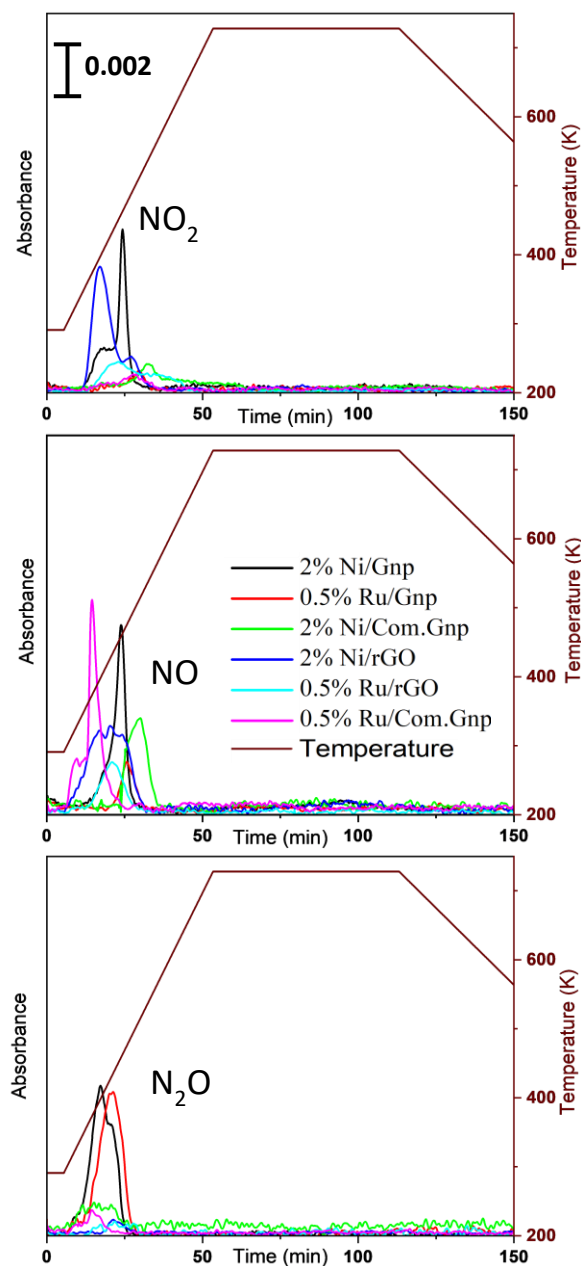 0.002
NO₂
Absorbance
Temperature (K)
600
400
200
0
50
100
150
Time (min)
2% Ni/Gnp
0.5% Ru/Gnp
2% Ni/Com.Gnp
2% Ni/rGO
0.5% Ru/rGO
0.5% Ru/Com.Gnp
Temperature
NO
Absorbance
Temperature (K)
600
400
200
0
50
100
150
Time (min)
N₂O
Absorbance
Temperature (K)
600
400
200
0
50
100
150
Time (min)